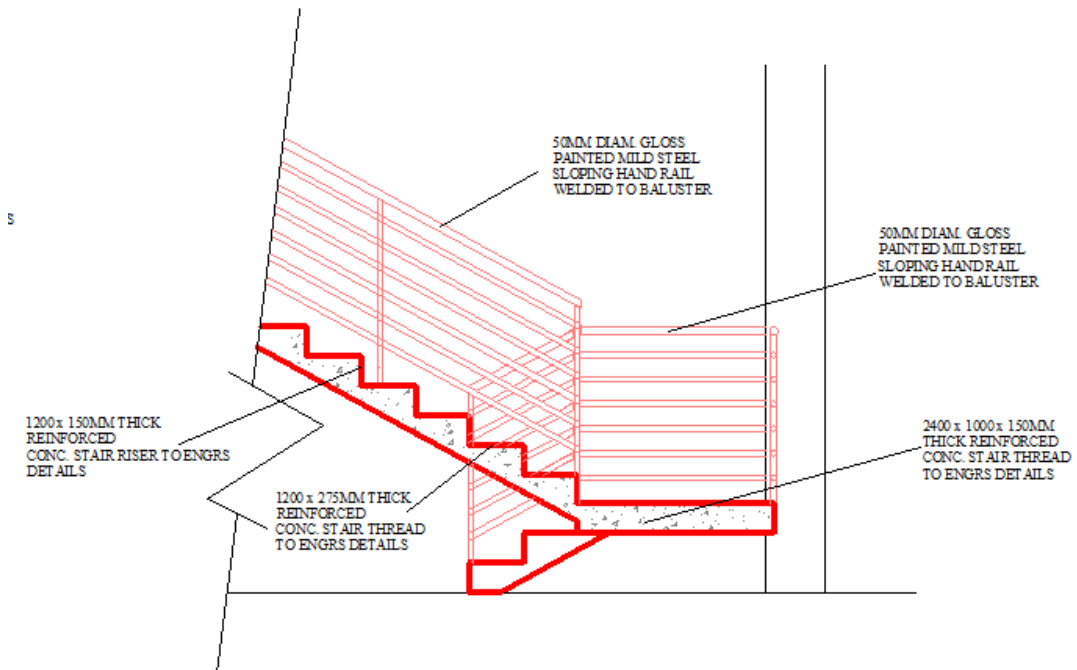 50MM DIAM. GLOSS
PAINTED MILD STEEL
SLOPING HAND RAIL
WELDED TO BALUSTER
S
50MM DIAM. GLOSS
PAINTED MILD STEEL
SLOPING HAND RAIL
WELDED TO BALUSTER
1200 x 150MM THICK
REINFORCED
CONC. STAIR RISER TO ENGRS
DETAILS
2400 x 1000 x 150MM
THICK REINFORCED
CONC. STAIR THREAD
TO ENGRS DETAILS
1200 x 275MM THICK
REINFORCED
CONC. STAIR THREAD
TO ENGRS DETAILS